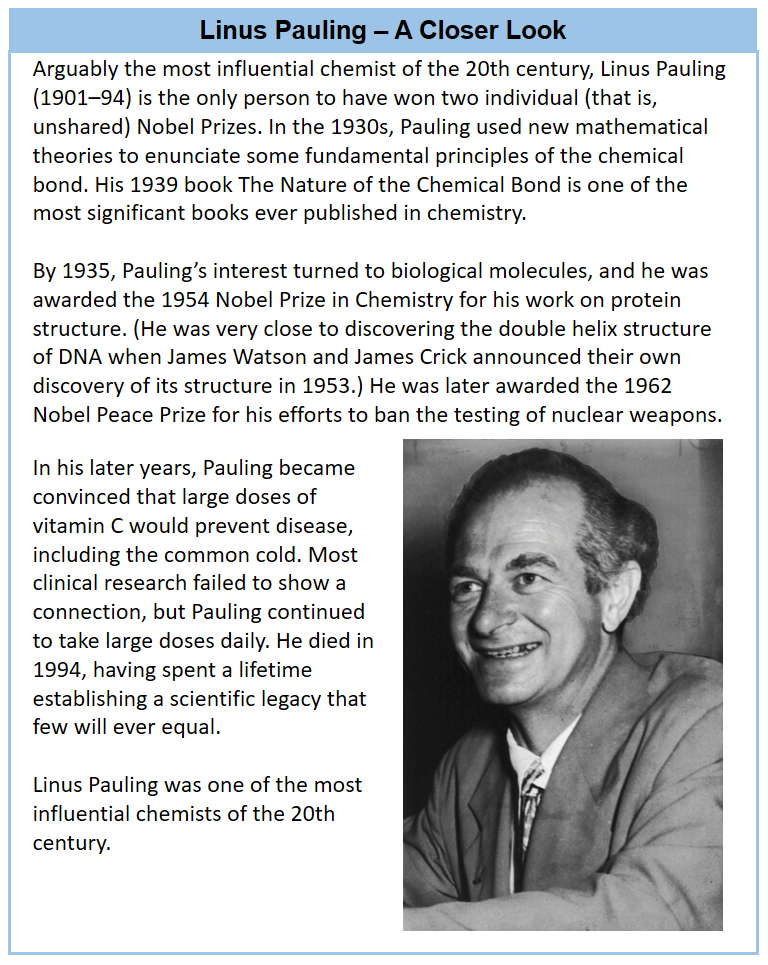 Linus Pauling – A Closer Look
Arguably the most influential chemist of the 20th century, Linus Pauling
(1901–94) is the only person to have won two individual (that is,
unshared) Nobel Prizes. In the 1930s, Pauling used new mathematical
theories to enunciate some fundamental principles of the chemical
bond. His 1939 book The Nature of the Chemical Bond is one of the
most significant books ever published in chemistry.
By 1935, Pauling’s interest turned to biological molecules, and he was
awarded the 1954 Nobel Prize in Chemistry for his work on protein
structure. (He was very close to discovering the double helix structure
of DNA when James Watson and James Crick announced their own
discovery of its structure in 1953.) He was later awarded the 1962
Nobel Peace Prize for his efforts to ban the testing of nuclear weapons.
In his later years, Pauling became
convinced that large doses of
vitamin C would prevent disease,
including the common cold. Most
clinical research failed to show a
connection, but Pauling continued
to take large doses daily. He died in
1994, having spent a lifetime
establishing a scientific legacy that
few will ever equal.
Linus Pauling was one of the most
influential chemists of the 20th
century.